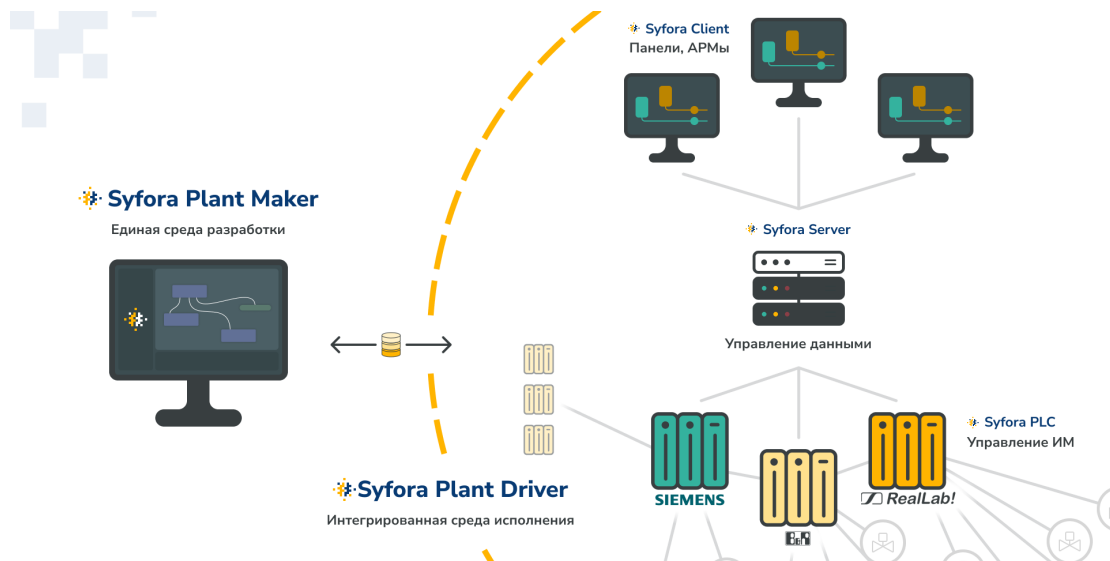 Syfora Client
Панели, АРМы
Syfora Plant Maker
Единая среда разработки
Syfora Server
Управление данными
Syfora PLC
Управление ИМ
SIEMENS
RealLab!
B&R
Syfora Plant Driver
Интегрированная среда исполнения